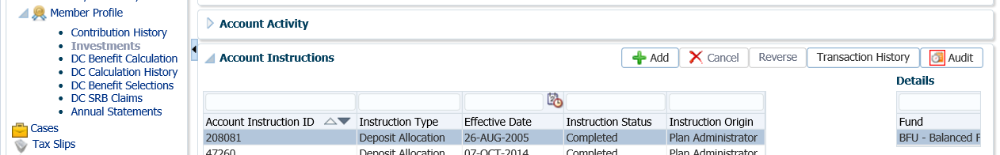 Member Profile
Contribution History
Investments
DC Benefit Calculation
DC Calculation History
DC Benefit Selections
DC SRB Claims
Annual Statements
Cases
Tax Slips
Account Activity
Account Instructions
Add
Cancel
Reverse
Transaction History
Audit
Details
Account Instruction ID Instruction Type Effective Date Instruction Status Instruction Origin
208081 Deposit Allocation 26-AUG-2005 Completed Plan Administrator
47260 Deposit Allocation 07-OCT-2014 Completed Plan Administrator
Fund
BFU - Balanced F